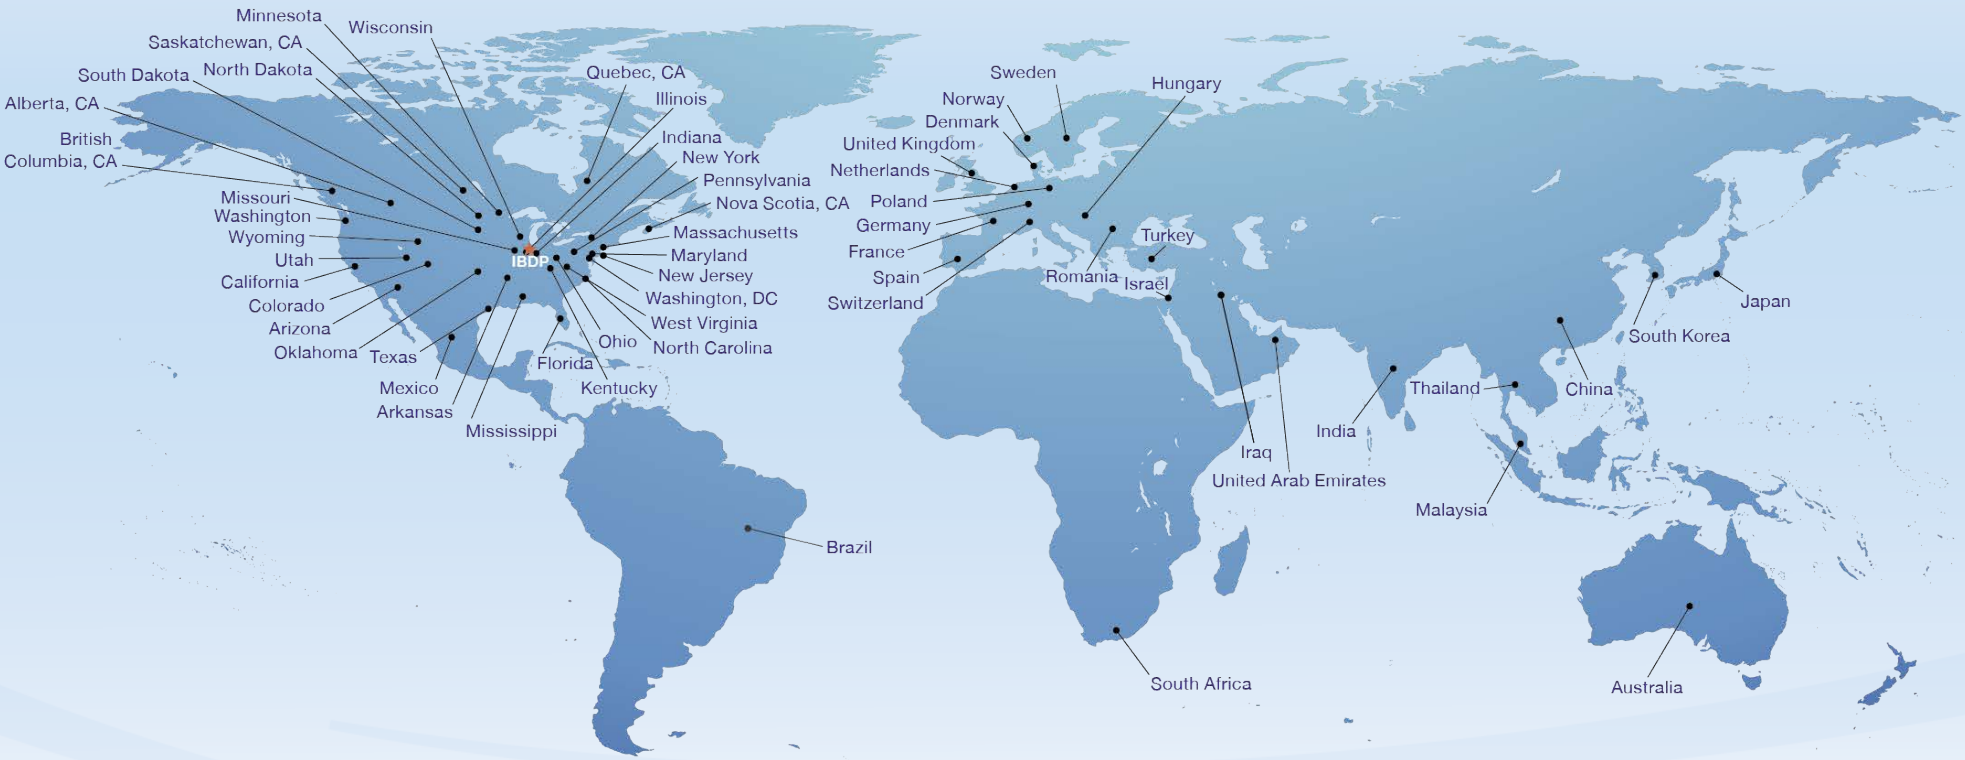 Minnesota
Wisconsin
Saskatchewan, CA
South Dakota
North Dakota
Alberta, CA
British
Columbia, CA
Quebec, CA
Illinois
Indiana
New York
Pennsylvania
Nova Scotia, CA
Missouri
Washington
Wyoming
Utah
California
Colorado
Arizona
Oklahoma
Texas
Mexico
Arkansas
Mississippi
IBDP
Massachusetts
Maryland
New Jersey
Washington, DC
West Virginia
North Carolina
Ohio
Florida
Kentucky
Brazil
Sweden
Norway
Denmark
Hungary
United Kingdom
Netherlands
Poland
Germany
France
Spain
Switzerland
Turkey
Romania
Israel
Iraq
United Arab Emirates
South Africa
India
Thailand
Malaysia
China
South Korea
Japan
Australia